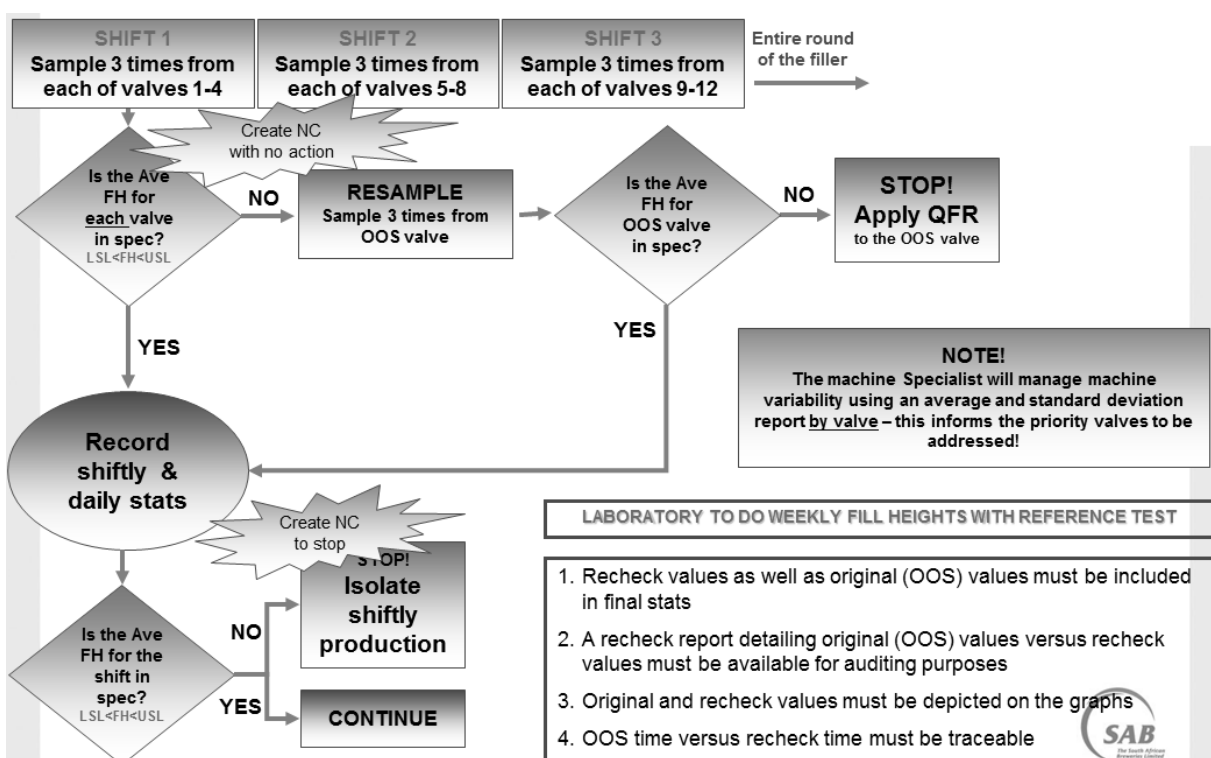 SHIFT 1
Sample 3 times from
each of valves 1-4
SHIFT 2
Sample 3 times from
each of valves 5-8
SHIFT 3
Sample 3 times from
each of valves 9-12
Entire round
of the filler
Create NC
with no action
Is the Ave
FH for
each valve
in spec?
LSL<FH<USL
NO
RESAMPLE
Sample 3 times from
OOS valve
Is the Ave
FH for
OOS valve
in spec?
NO
STOP!
Apply QFR
to the OOS valve
YES
YES
NOTE!
The machine Specialist will manage machine
variability using an average and standard deviation
report by valve – this informs the priority valves to be
addressed!
Record
shiftly &
daily stats
Create NC
to stop
STOP!
Isolate
shiftly
production
Is the Ave
FH for the
shift in
spec?
LSL<FH<USL
NO
YES
CONTINUE
LABORATORY TO DO WEEKLY FILL HEIGHTS WITH REFERENCE TEST
1. Recheck values as well as original (OOS) values must be included
in final stats
2. A recheck report detailing original (OOS) values versus recheck
values must be available for auditing purposes
3. Original and recheck values must be depicted on the graphs
4. OOS time versus recheck time must be traceable
SAB
The South African
Breweries Limited